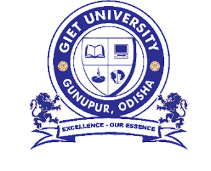 GIET UNIVERSITY
GUNUPUR, ODISHA
EXCELLENCE - OUR ESSENCE